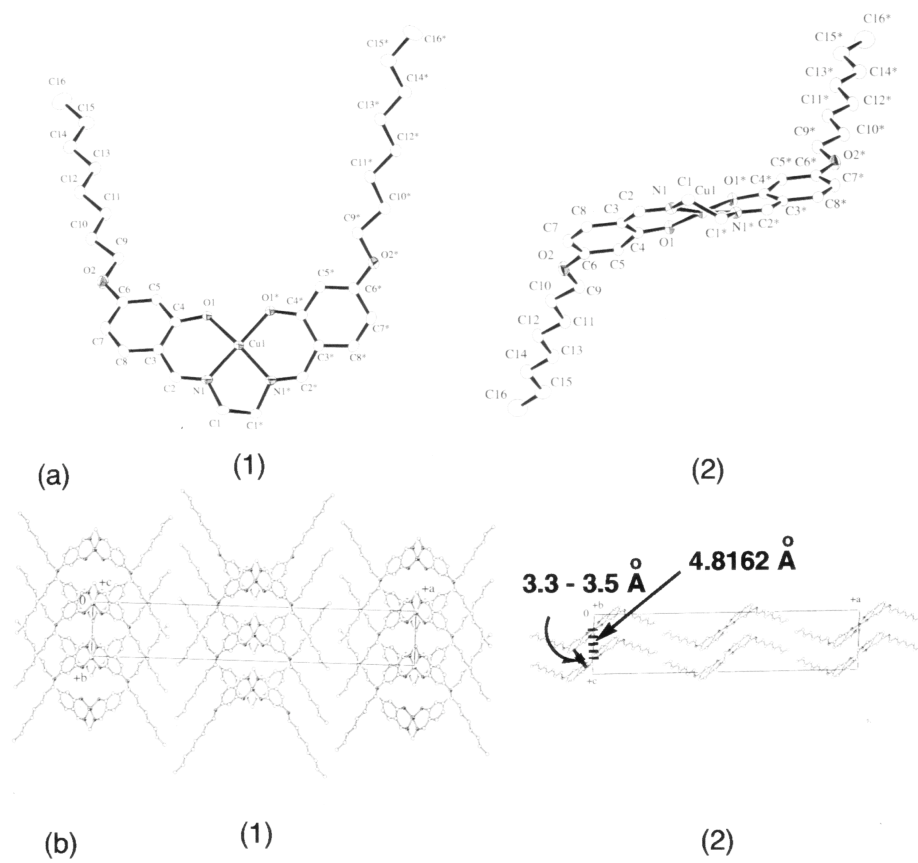 C16*
C15*
C14*
C13*
C12*
C11*
C10*
C9*
O2*
C16
C15
C14
C13
C12
C11
C10
C9
O2
C6
C5
C4
O1
O1*
C4*
C5*
C6*
C7
C8
C3
Cu1
C3*
C8*
C7*
C2
N1
N1*
C2*
C1
C1*
(a)
(1)
C16*
C15*
C13*
C14*
C11*
C12*
C9*
C10*
O2*
C5*
C6*
C7*
C8*
O1*
C4*
C1
Cu1
N1
C2
C3
C8
C7
O2
C6
C5
C4
O1
C1*
N1*
C2*
C3*
C10
C9
C12
C11
C14
C13
C16
C15
(2)
0
+c
+a
+b
(b)
(1)
3.3 - 3.5 Å
4.8162 Å
0
+b
+a
+c
(2)